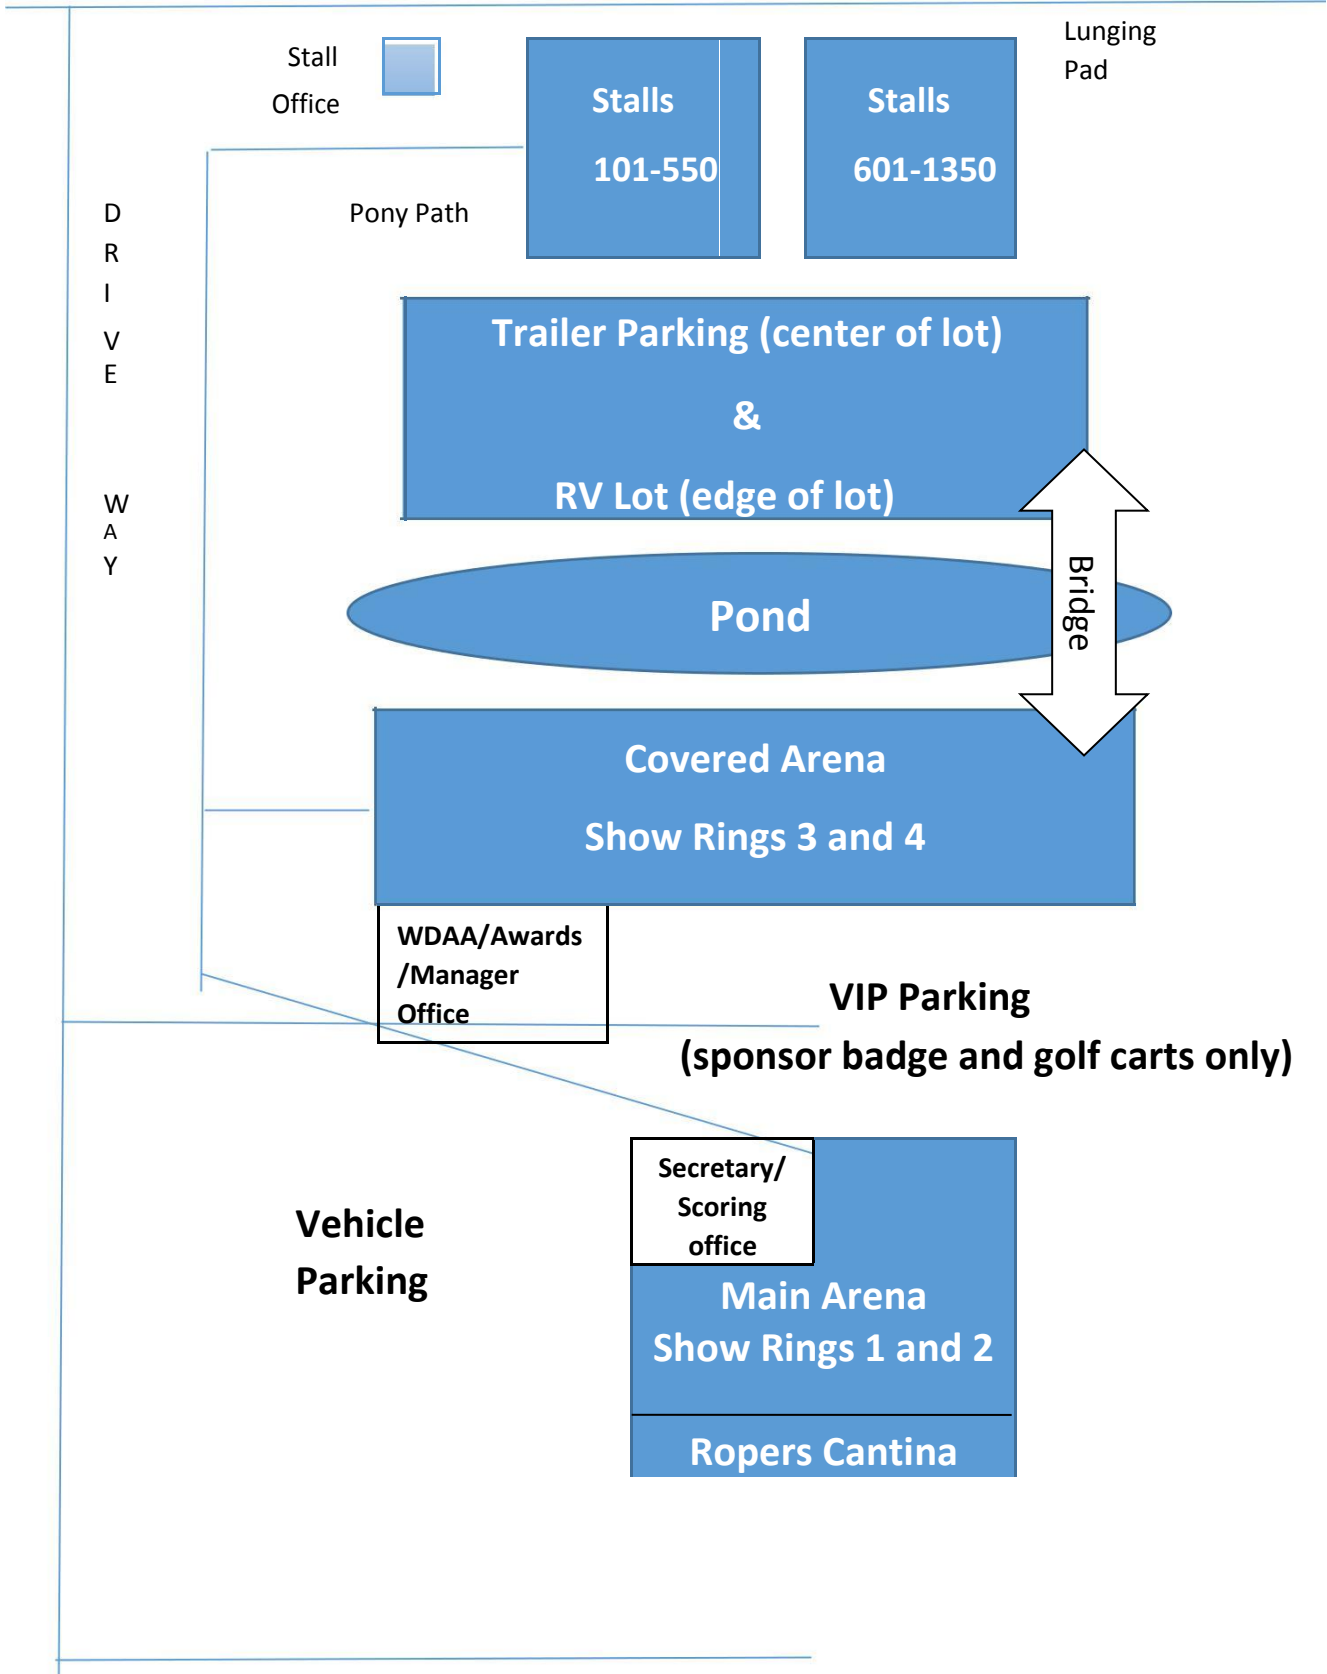 Lunging
Pad
Stall
Office
Stalls
101-550
Stalls
601-1350
Pony Path
D
R
I
V
E
W
A
Y
Trailer Parking (center of lot)
&
RV Lot (edge of lot)
Bridge
Pond
Covered Arena
Show Rings 3 and 4
WDAA/Awards
/Manager
Office
VIP Parking
(sponsor badge and golf carts only)
Secretary/
Scoring
office
Vehicle
Parking
Main Arena
Show Rings 1 and 2
Ropers Cantina